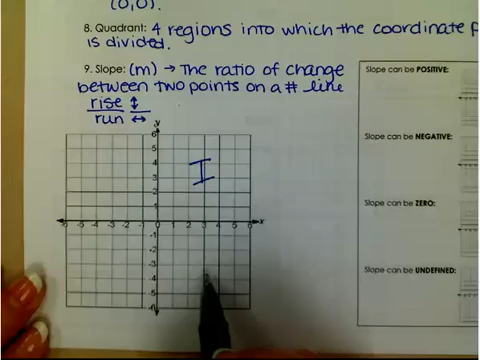 (0,0).
8. Quadrant: 4 regions into which the coordinate
is divided.
9. Slope: (m) → The ratio of change
between two points on a # line
rise ↕
run ↔
Slope can be POSITIVE:
Slope can be NEGATIVE:
Slope can be ZERO:
Slope can be UNDEFINED:
y
6
5
4
3
2
1
-6 -5 -4 -3 -2 -1 0 1 2 3 4 5 6 x
-1
-2
-3
-4
-5
-6
I